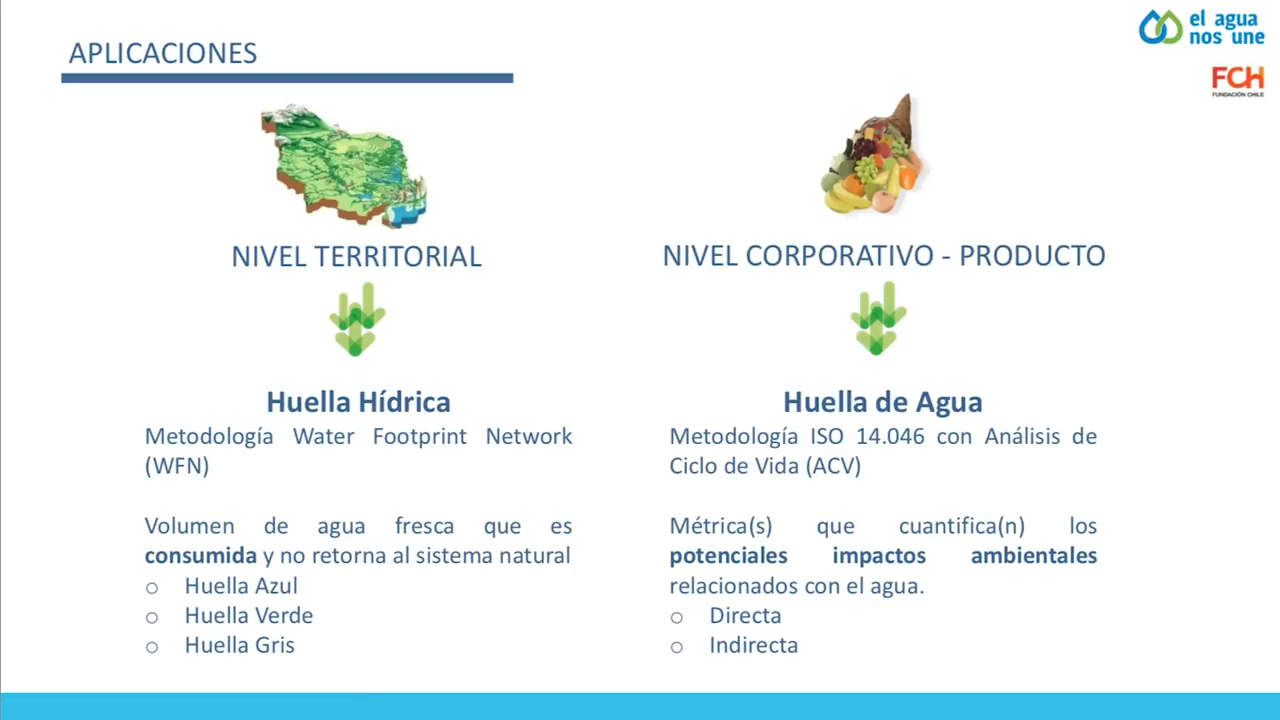 APLICACIONES
el agua
nos une
FCH
FUNDACIÓN CHILE
NIVEL TERRITORIAL
Huella Hídrica
Metodología Water Footprint Network
(WFN)
Volumen de agua fresca que es
consumida y no retorna al sistema natural
o Huella Azul
o Huella Verde
o Huella Gris
NIVEL CORPORATIVO - PRODUCTO
Huella de Agua
Metodología ISO 14.046 con Análisis de
Ciclo de Vida (ACV)
Métrica(s) que cuantifica(n) los
potenciales impactos ambientales
relacionados con el agua.
o Directa
o Indirecta